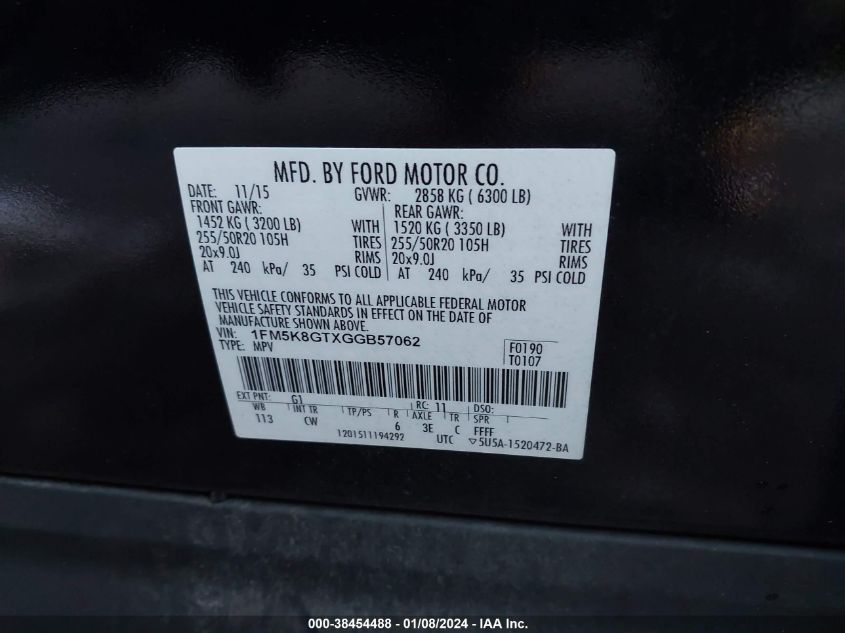 MFD. BY FORD MOTOR CO.
DATE: 11/15 GVWR: 2858 KG ( 6300 LB)
FRONT GAWR: REAR GAWR:
1452 KG ( 3200 LB) WITH 1520 KG ( 3350 LB) WITH
255/50R20 105H TIRES 255/50R20 105H TIRES
20x9.0J RIMS 20x9.0J RIMS
AT 240 kPa/ 35 PSI COLD AT 240 kPa/ 35 PSI COLD
THIS VEHICLE CONFORMS TO ALL APPLICABLE FEDERAL MOTOR
VEHICLE SAFETY STANDARDS IN EFFECT ON THE DATE OF
MANUFACTURE SHOWN ABOVE.
VIN: 1FM5K8GTXGGB57062
TYPE: MPV
F0190
T0107
EXT PNT: G1 RC: 11 DSO:
WB INT TR TP/PS R AXLE TR SPR
113 CW 6 3E C FFFF
1201511194292 UTC ▽5U5A-1520472-BA
000-38454488 - 01/08/2024 - IAAI Inc.